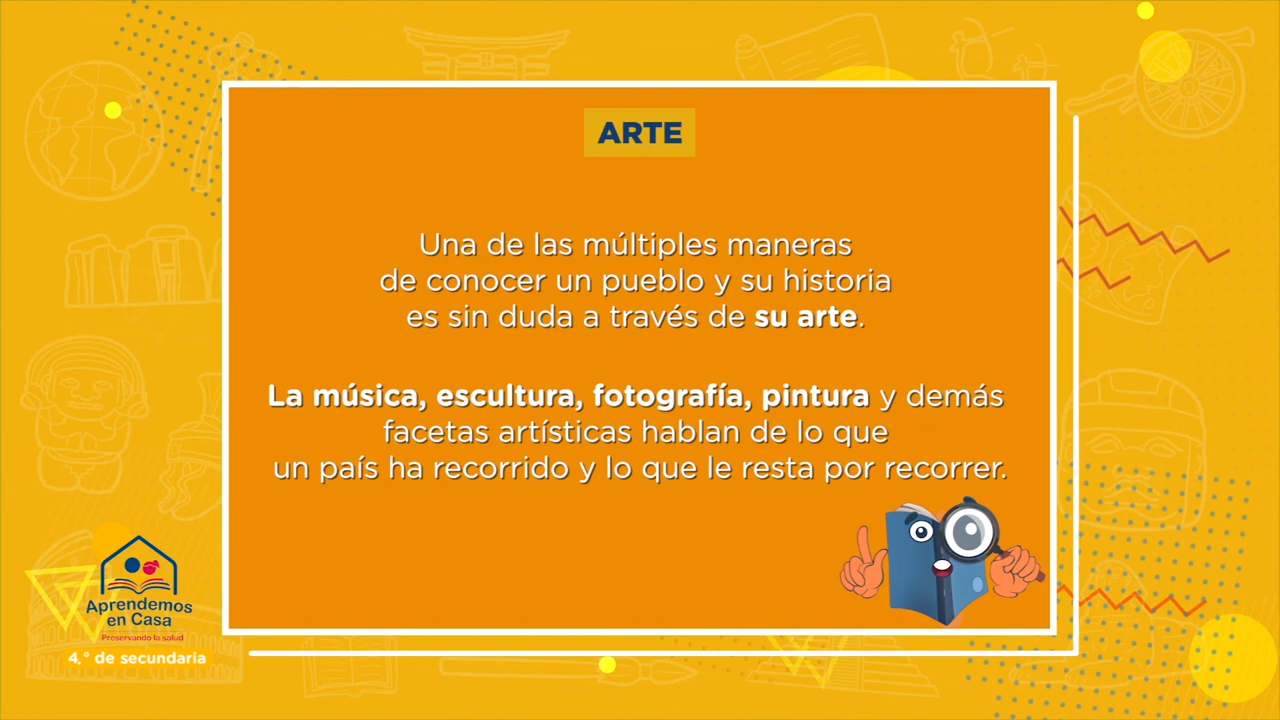 ARTE
Una de las múltiples maneras
de conocer un pueblo y su historia
es sin duda a través de su arte.
La música, escultura, fotografía, pintura y demás
facetas artísticas hablan de lo que
un país ha recorrido y lo que le resta por recorrer.
Aprendemos
en Casa
Preservando la salud
4.° de secundaria